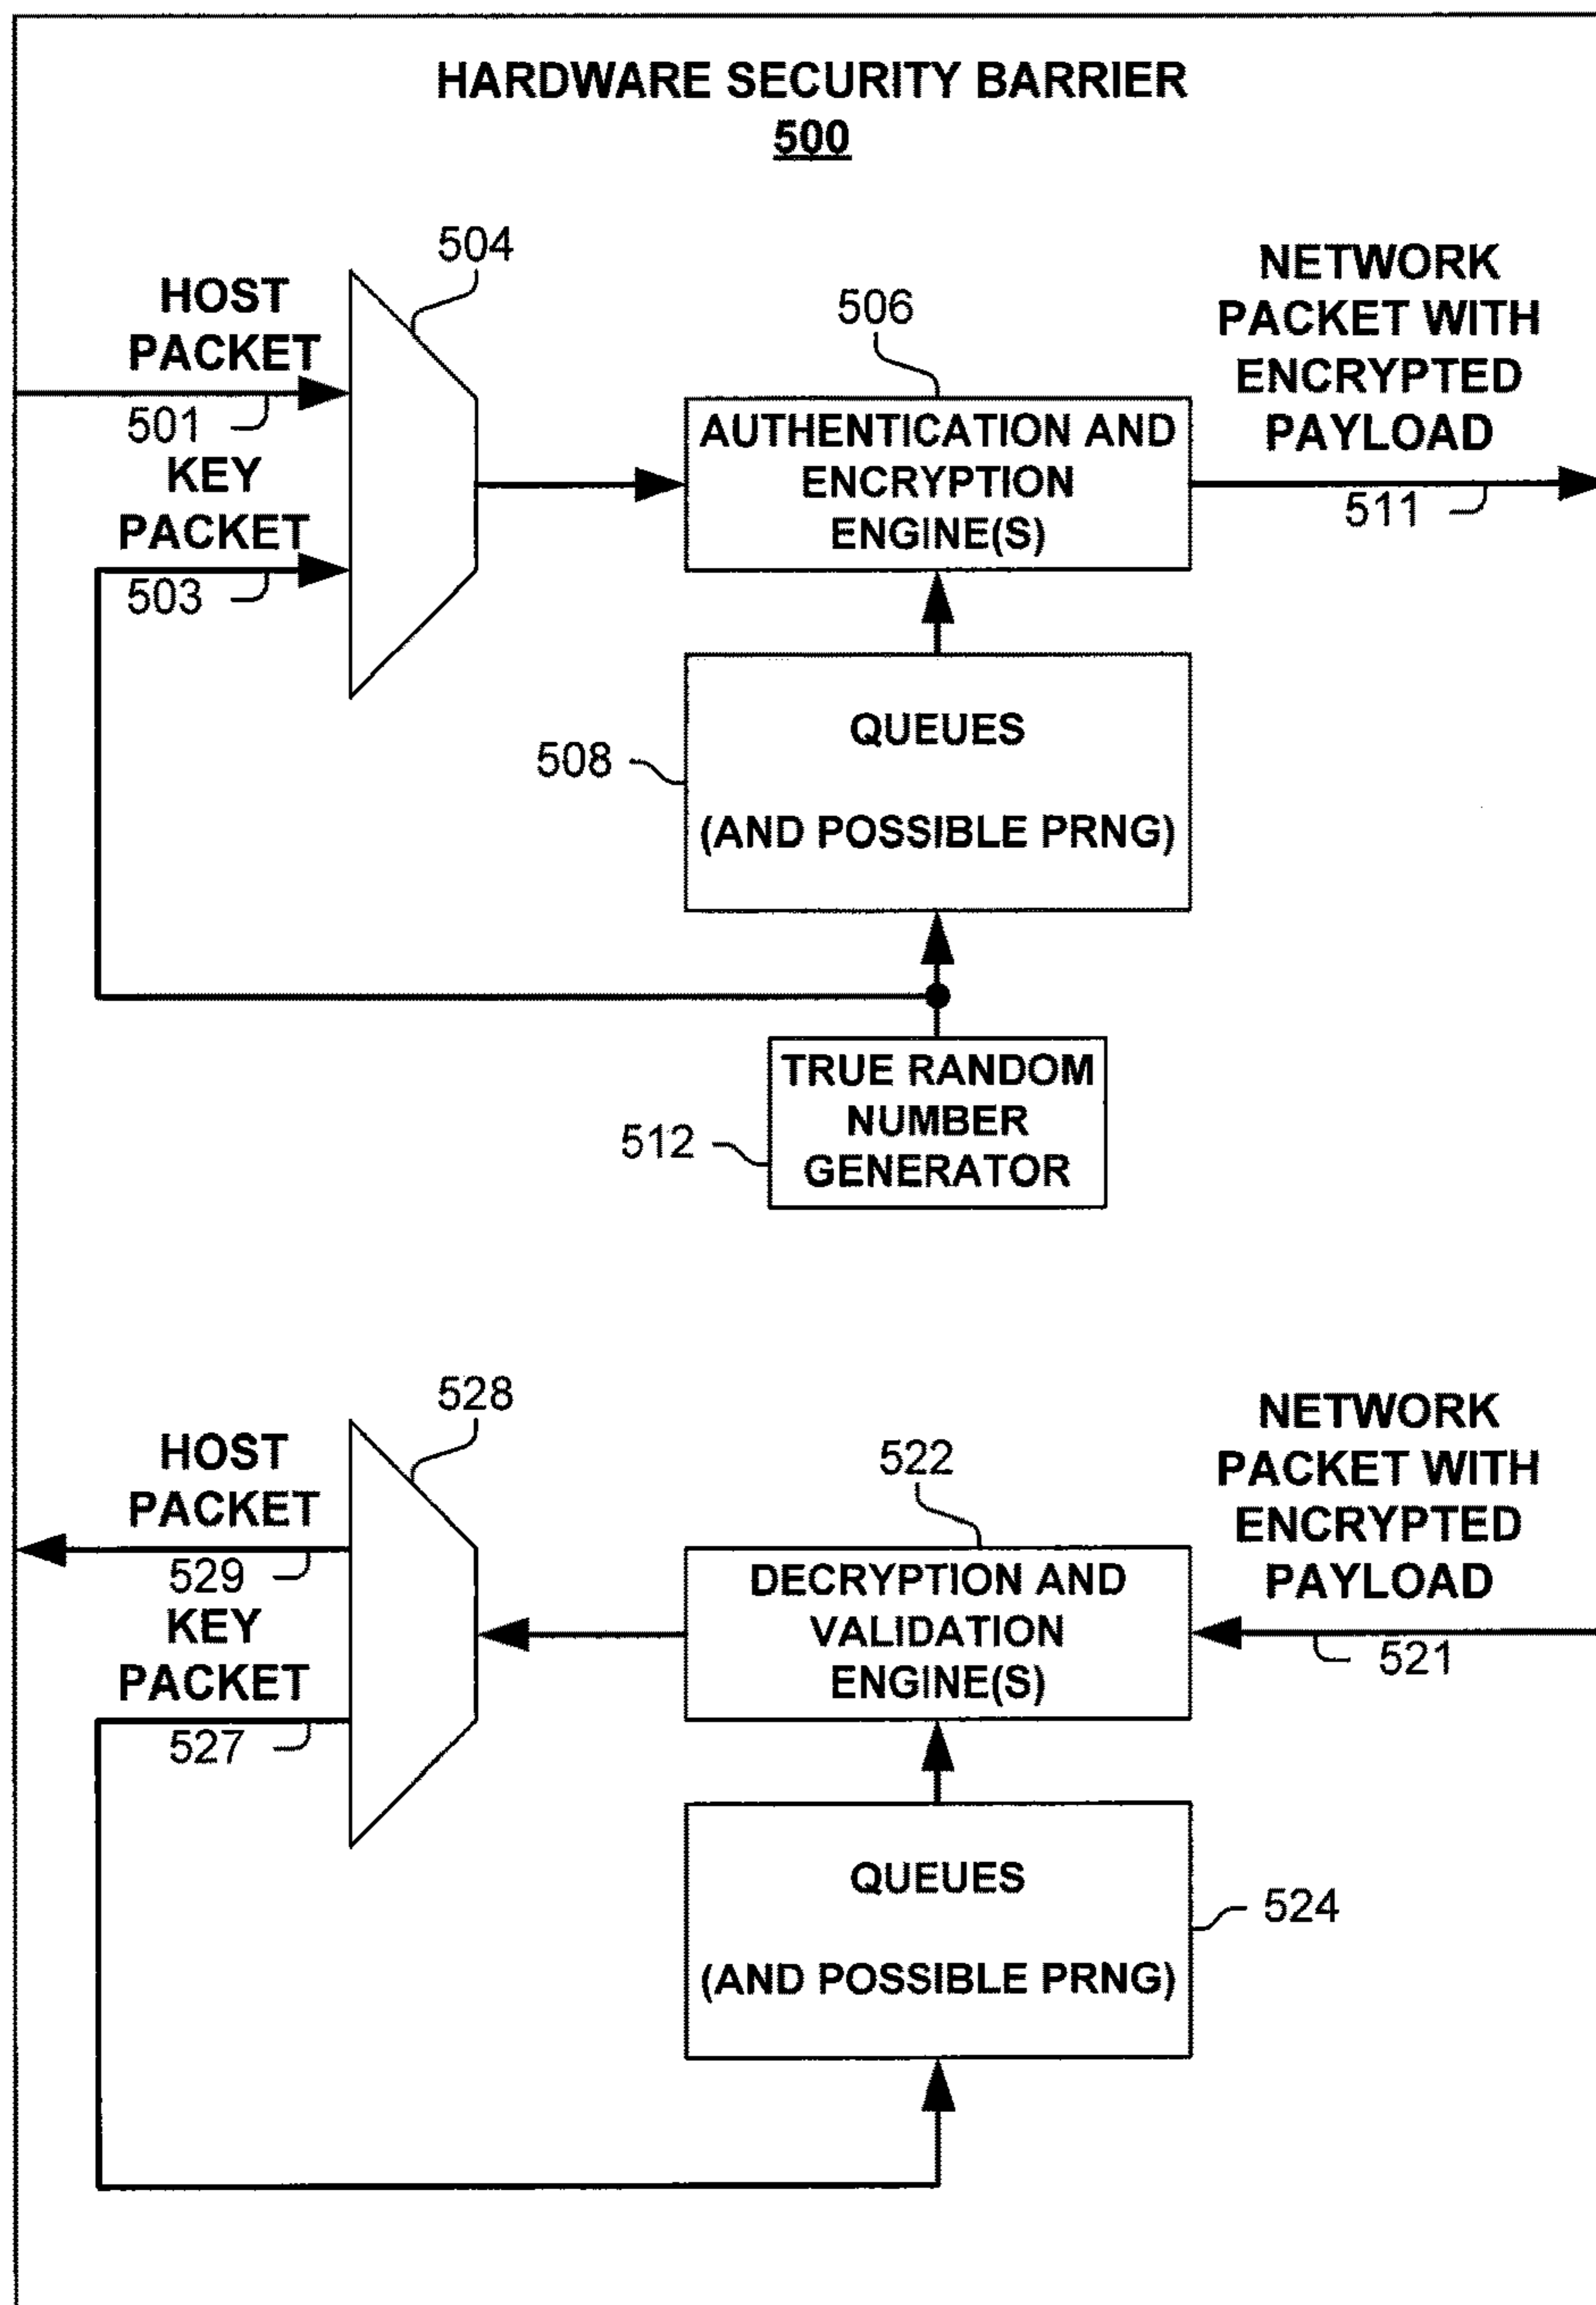 HARDWARE SECURITY BARRIER
500
504
HOST
PACKET
501
KEY
PACKET
503
506
AUTHENTICATION AND
ENCRYPTION
ENGINE(S)
NETWORK
PACKET WITH
ENCRYPTED
PAYLOAD
511
508
QUEUES
(AND POSSIBLE PRNG)
512
TRUE RANDOM
NUMBER
GENERATOR
528
HOST
PACKET
529
KEY
PACKET
527
522
DECRYPTION AND
VALIDATION
ENGINE(S)
NETWORK
PACKET WITH
ENCRYPTED
PAYLOAD
521
QUEUES
(AND POSSIBLE PRNG)
524